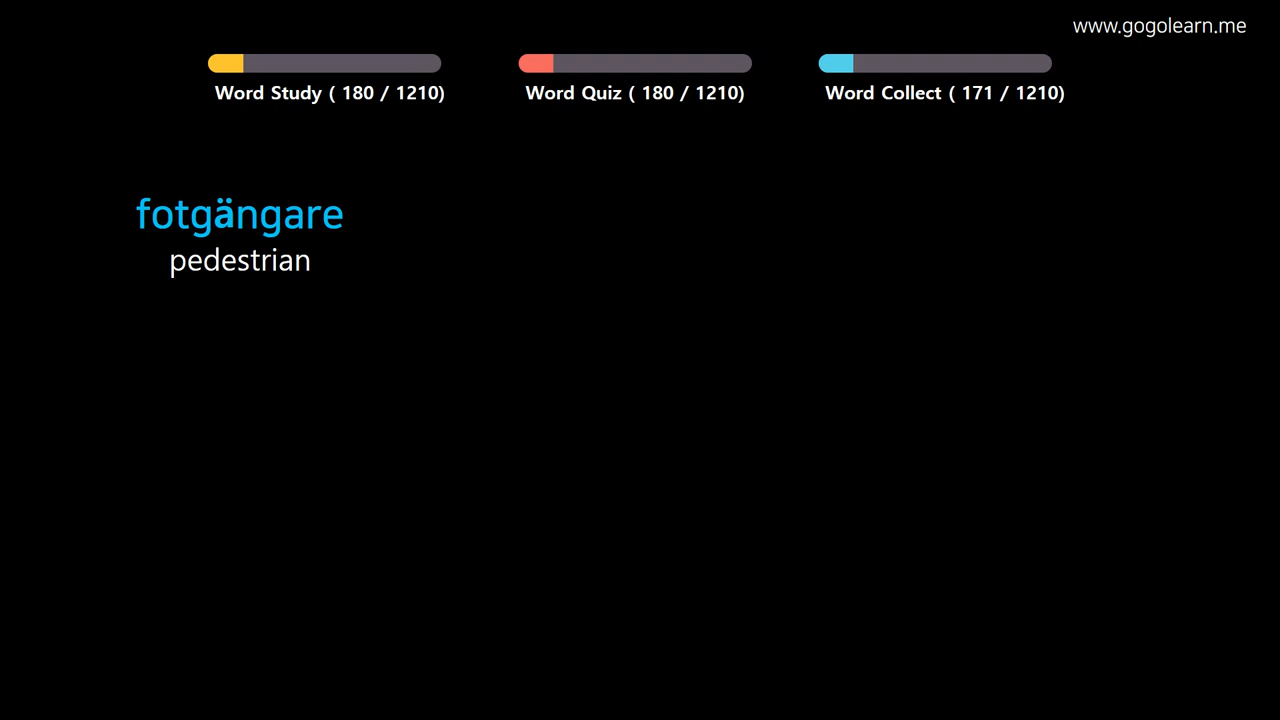 www.gogolearn.me
Word Study ( 180 / 1210)
Word Quiz ( 180 / 1210)
Word Collect ( 171 / 1210)
fotgängare
pedestrian